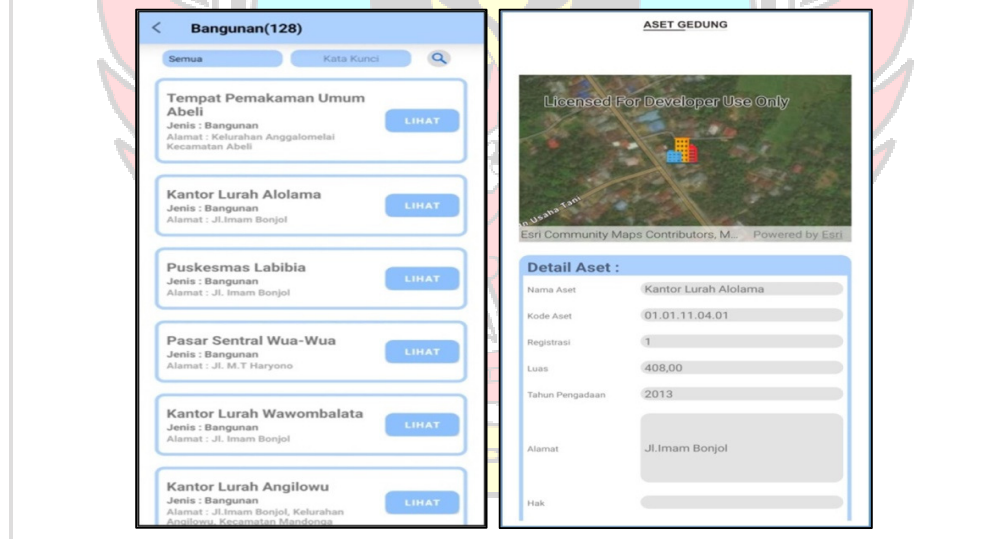 Bangunan(128)
Semua
Kata Kunci
Tempat Pemakaman Umum
Abeli
Jenis : Bangunan
Alamat : Kelurahan Anggalomelai
Kecamatan Abeli
LIHAT
Kantor Lurah Alolama
Jenis : Bangunan
Alamat : Jl.Imam Bonjol
LIHAT
Puskesmas Labibia
Jenis : Bangunan
Alamat : Jl. Imam Bonjol
LIHAT
Pasar Sentral Wua-Wua
Jenis : Bangunan
Alamat : Jl. M.T Haryono
LIHAT
Kantor Lurah Wawombalata
Jenis : Bangunan
Alamat : Jl. Imam Bonjol
LIHAT
Kantor Lurah Angilowu
Jenis : Bangunan
Alamat : Jl.Imam Bonjol, Kelurahan
Angilowu, Kecamatan Mandonga
LIHAT
ASET GEDUNG
Licensed For Developer Use Only
Jln.Usaha Tani
Esri Community Maps Contributors, M... Powered by Esri
Detail Aset :
Nama Aset Kantor Lurah Alolama
Kode Aset 01.01.11.04.01
Registrasi 1
Luas 408,00
Tahun Pengadaan 2013
Alamat Jl.Imam Bonjol
Hak